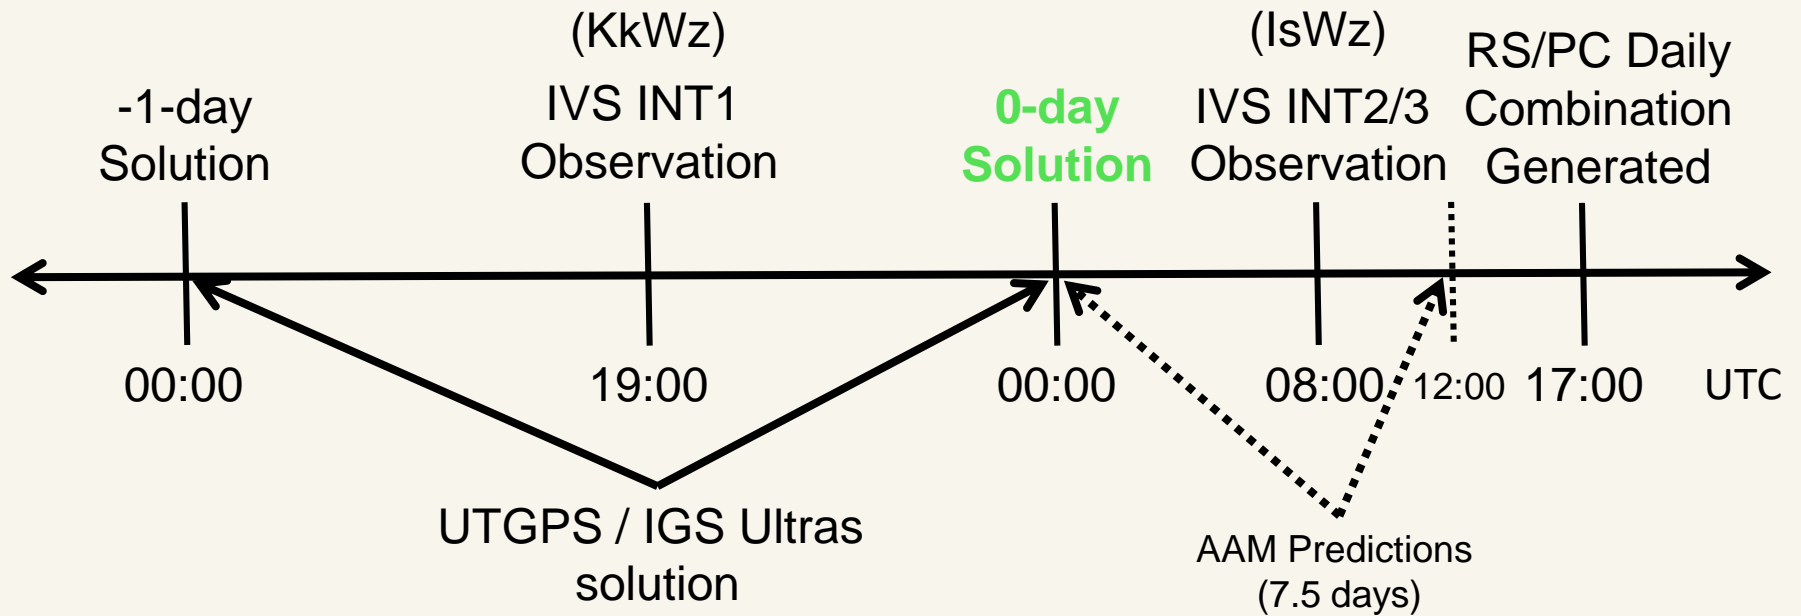 -1-day
Solution
(KkWz)
IVS INT1
Observation
0-day
Solution
(IsWz)
IVS INT2/3
Observation
RS/PC Daily
Combination
Generated
00:00
19:00
00:00
08:00
12:00
17:00
UTC
UTGPS / IGS Ultras
solution
AAM Predictions
(7.5 days)